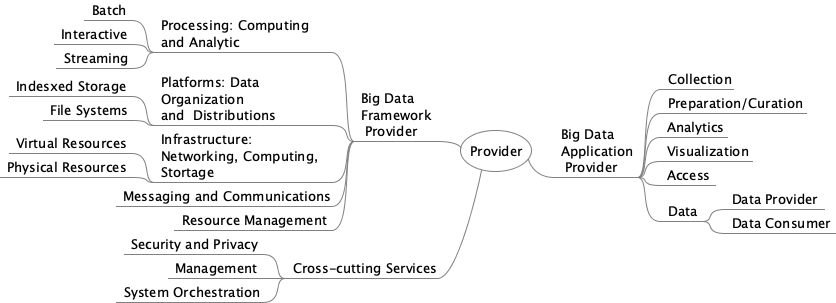 Batch
Interactive
Streaming
Processing: Computing
and Analytic
Indesxed Storage
File Systems
Platforms: Data
Organization
and Distributions
Virtual Resources
Physical Resources
Infrastructure:
Networking, Computing,
Stortage
Messaging and Communications
Resource Management
Big Data
Framework
Provider
Security and Privacy
Management
System Orchestration
Cross-cutting Services
Provider
Big Data
Application
Provider
Collection
Preparation/Curation
Analytics
Visualization
Access
Data
Data Provider
Data Consumer